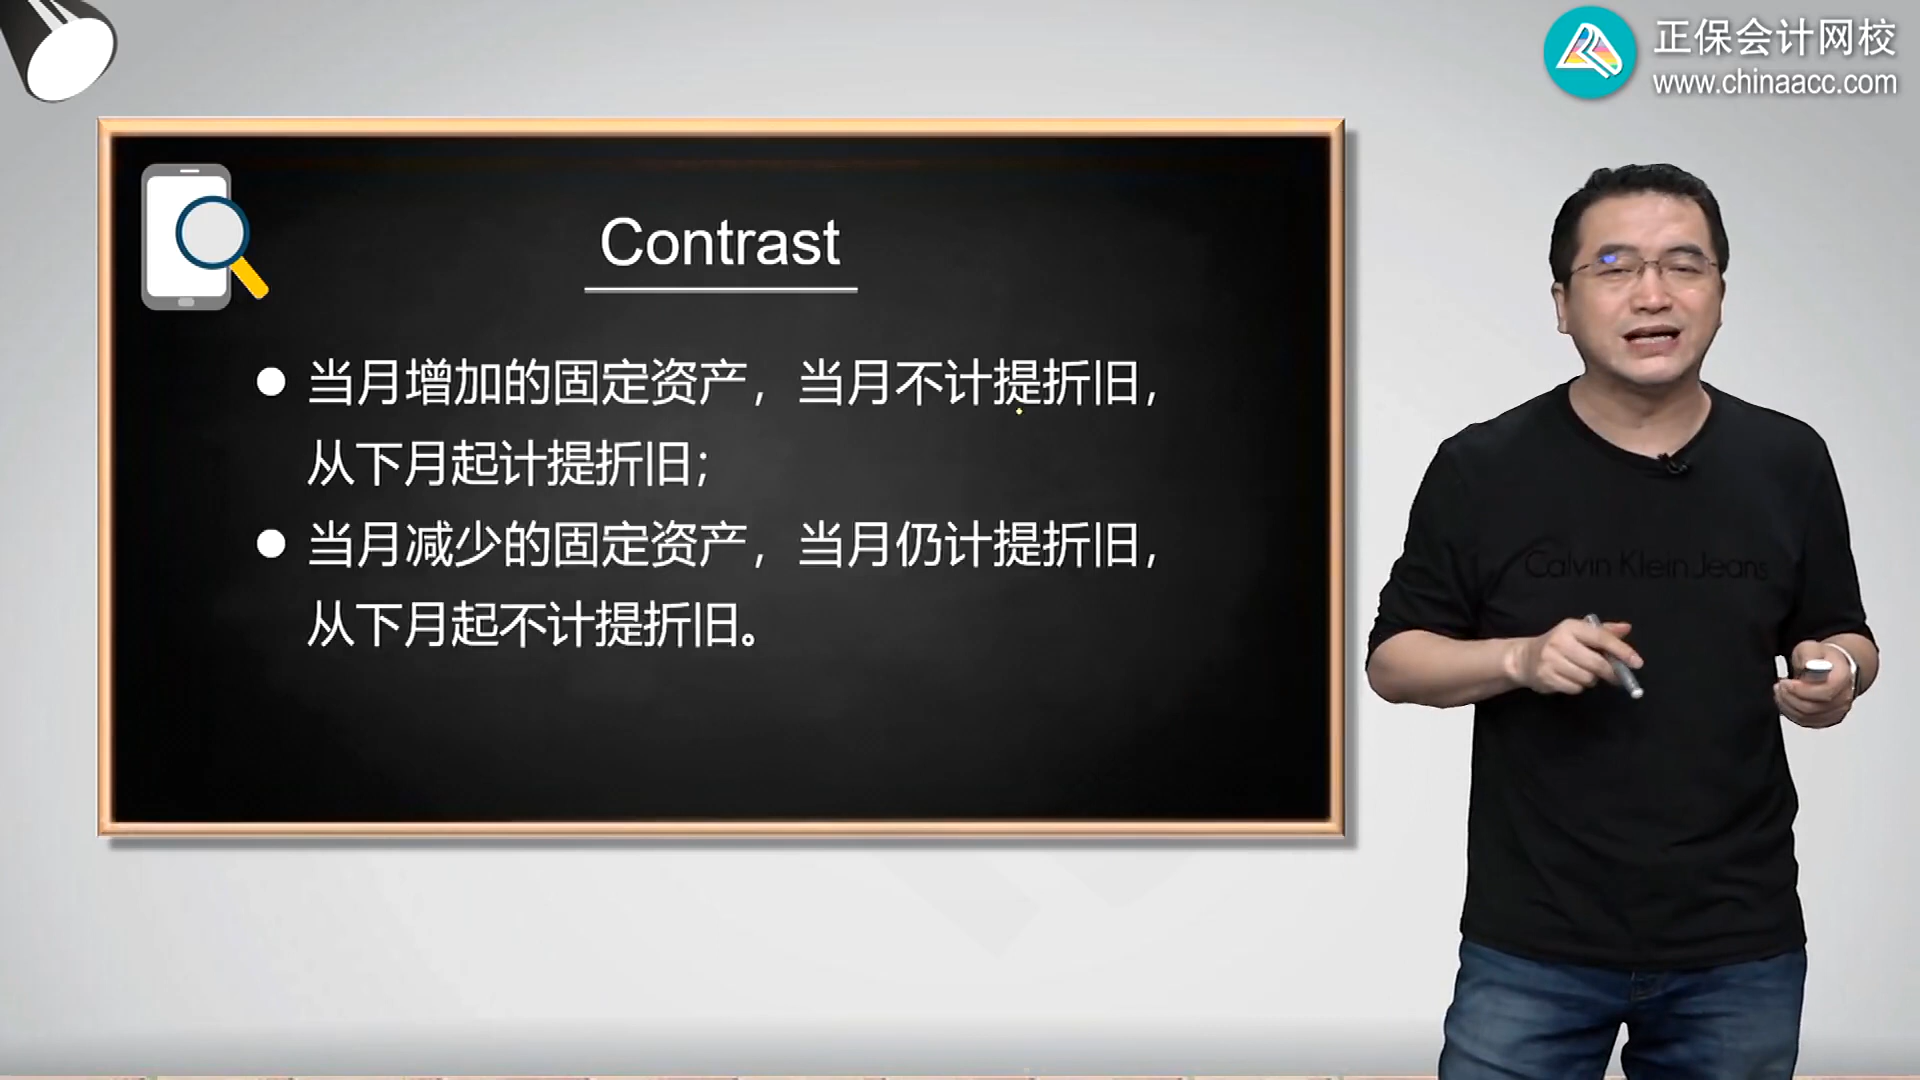 正保会计网校
www.chinaacc.com
Contrast
当月增加的固定资产，当月不计提折旧，
从下月起计提折旧；
当月减少的固定资产，当月仍计提折旧，
从下月起不计提折旧。
Calvin Klein Jeans